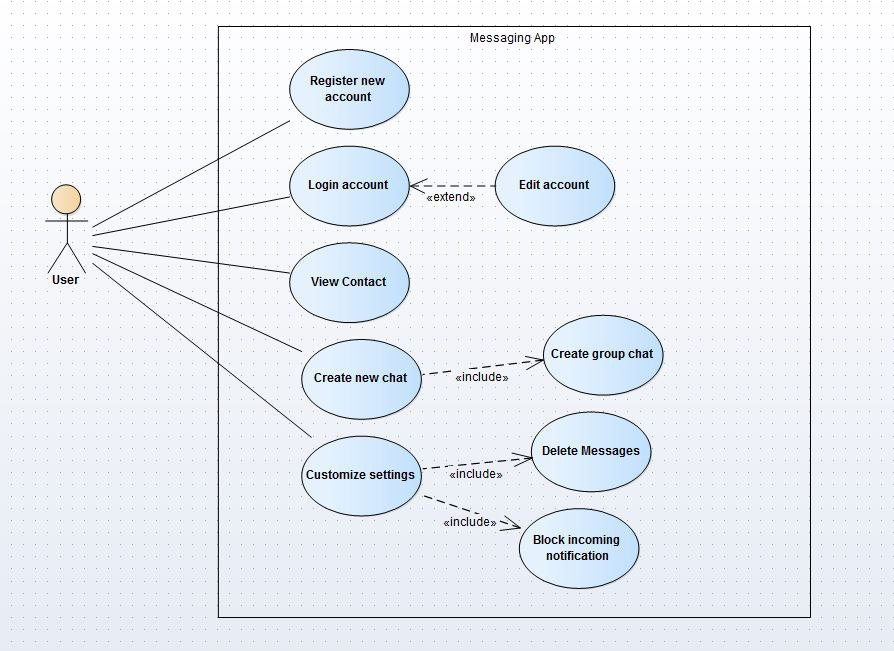 Messaging App
Register new
account
Login account
«extend»
Edit account
User
View Contact
Create new chat
«include»
Create group chat
Customize settings
«include»
Delete Messages
«include»
Block incoming
notification